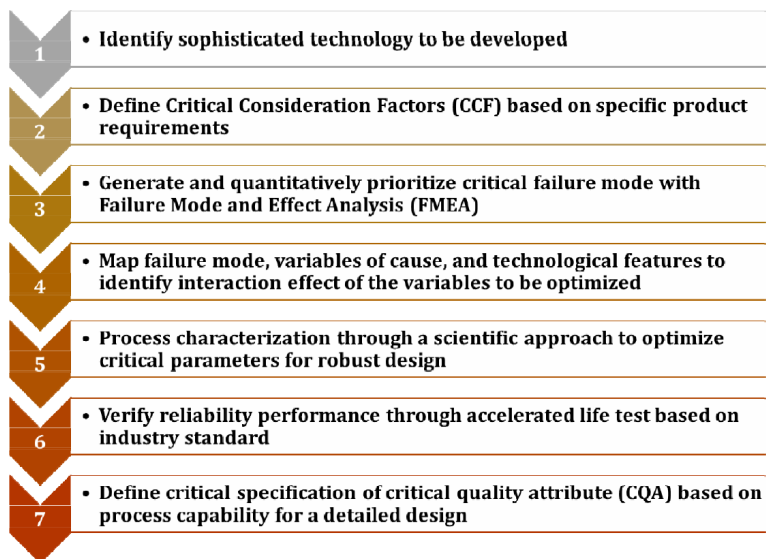 1
• Identify sophisticated technology to be developed
2
• Define Critical Consideration Factors (CCF) based on specific product
requirements
3
• Generate and quantitatively prioritize critical failure mode with
Failure Mode and Effect Analysis (FMEA)
4
• Map failure mode, variables of cause, and technological features to
identify interaction effect of the variables to be optimized
5
• Process characterization through a scientific approach to optimize
critical parameters for robust design
6
• Verify reliability performance through accelerated life test based on
industry standard
7
• Define critical specification of critical quality attribute (CQA) based on
process capability for a detailed design